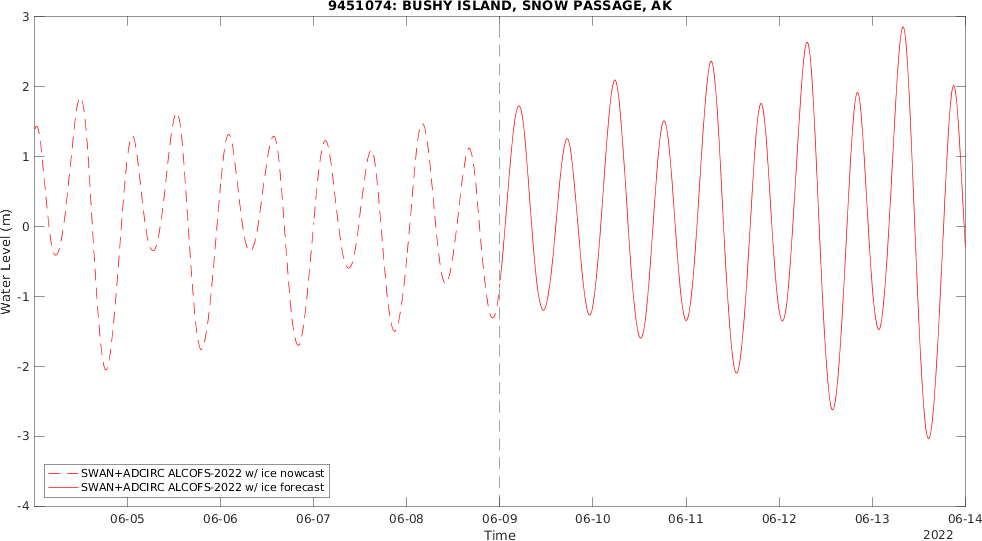 9451074: BUSHY ISLAND, SNOW PASSAGE, AK
3
2
1
0
-1
-2
-3
-4
Water Level (m)
SWAN+ADCIRC ALCOFS-2022 w/ ice nowcast
SWAN+ADCIRC ALCOFS-2022 w/ ice forecast
06-05 06-06 06-07 06-08 06-09 06-10 06-11 06-12 06-13 06-14
Time
2022